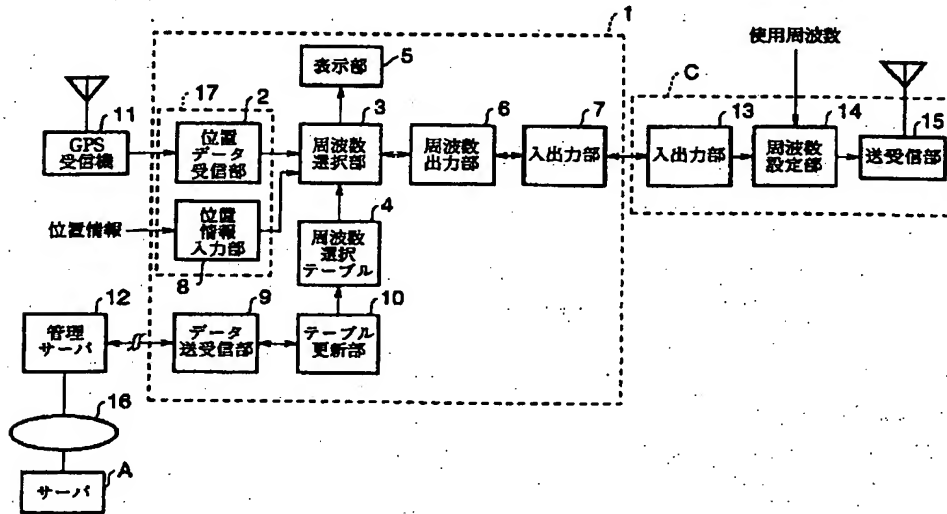 1
使用周波数
5
表示部
C
17
2
3
6
7
13
14
15
11
GPS
受信機
位置
データ
受信部
周波数
選択部
周波数
出力部
入出力部
入出力部
周波数
設定部
送受信部
4
位置情報
位置
情報
入力部
8
周波数
選択
テーブル
12
9
10
管理
サーバ
データ
送受信部
テーブル
更新部
16
A
サーバ